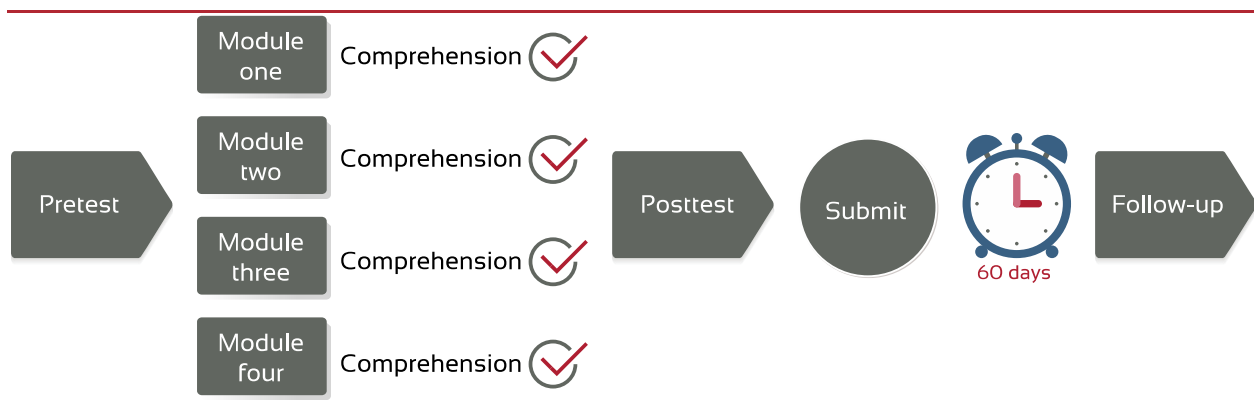 Pretest
Module
one
Comprehension
Module
two
Comprehension
Module
three
Comprehension
Module
four
Comprehension
Posttest
Submit
60 days
Follow-up